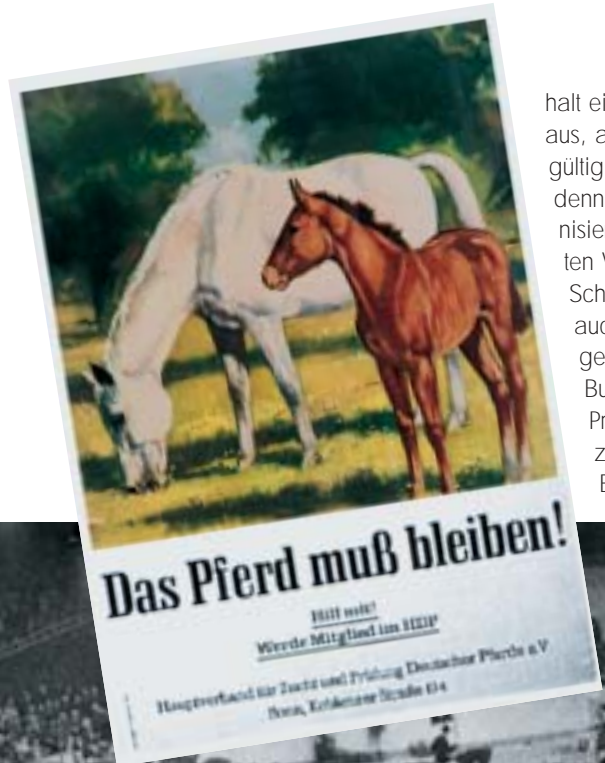 halt ei
aus, a
gültig
denn
nisie
ten V
Sch
auc
ge
Bu
Pr
z
E
Das Pferd muß bleiben!
Hilf mit!
Werde Mitglied im
Hauptverband für Zucht und Prüfung Deutscher Pferde e.V
Bonn, Koblenzer Straße